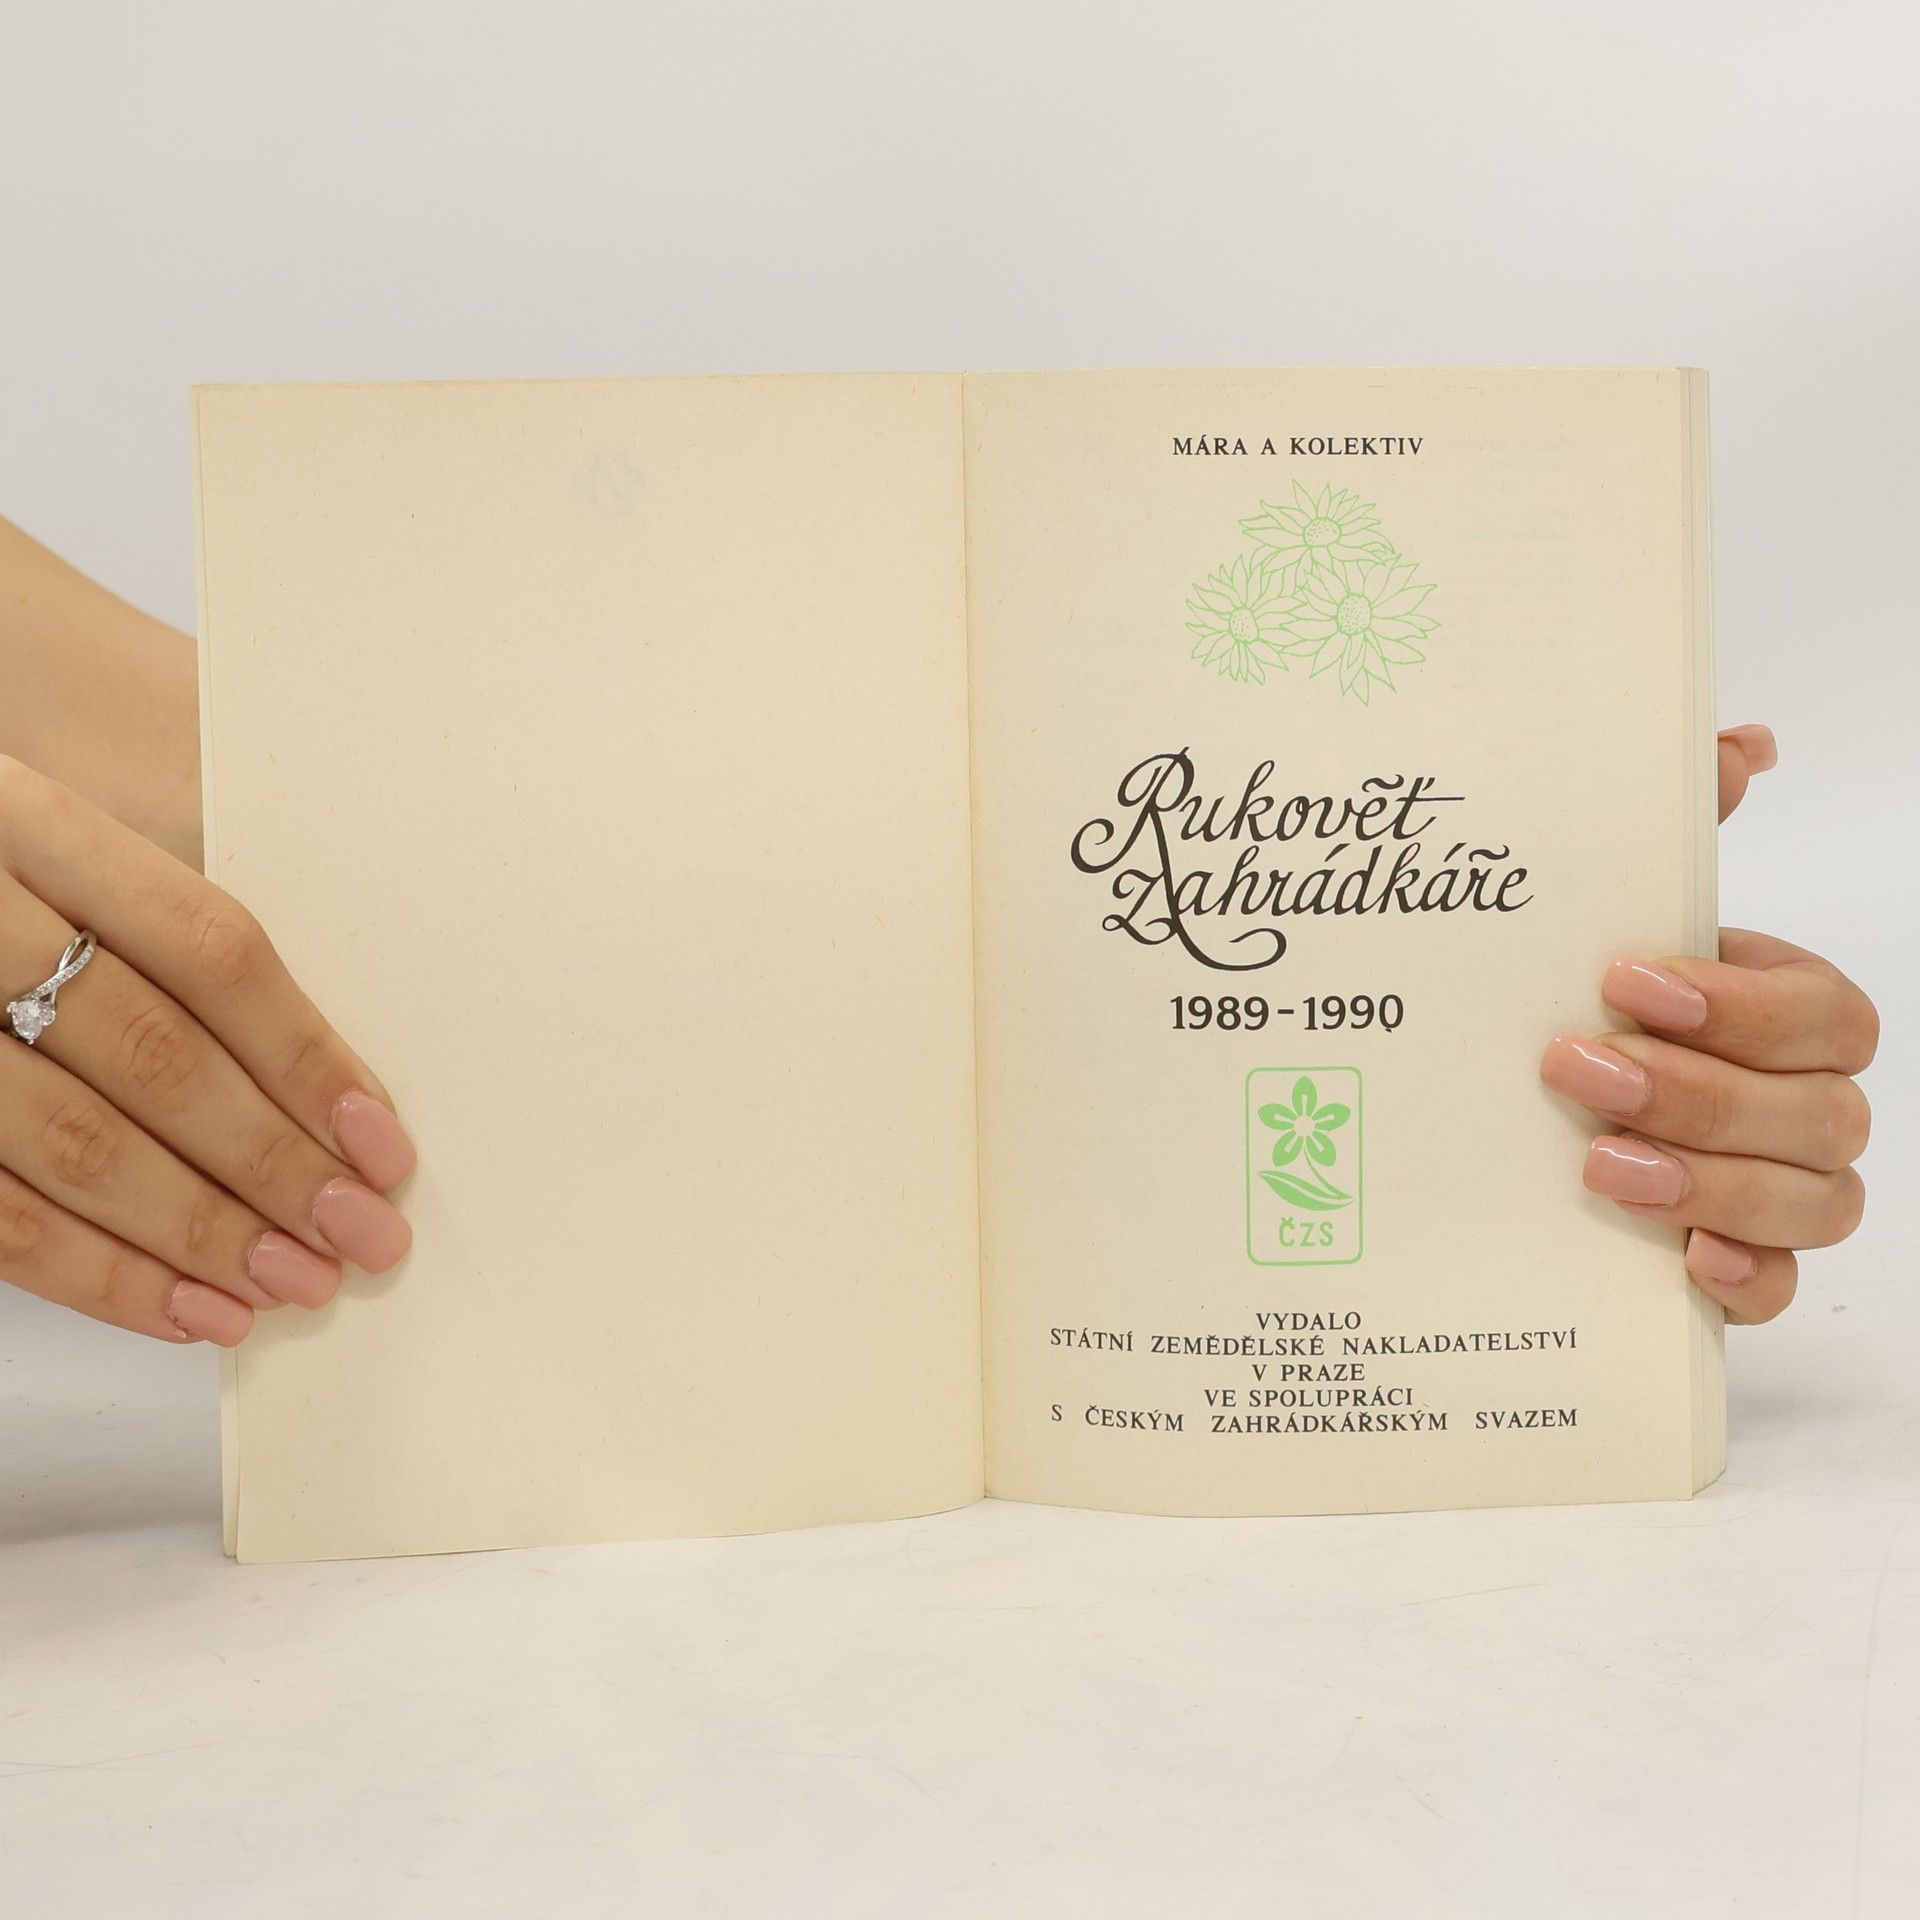 MÁRA A KOLEKTIV
Rukověť
zahrádkáře
1989-1990
ČZS
VYDALO
STÁTNÍ ZEMĚDĚLSKÉ NAKLADATELSTVÍ
V PRAZE
VE SPOLUPRÁCI
S ČESKÝM ZAHRÁDKÁŘSKÝM SVAZEM